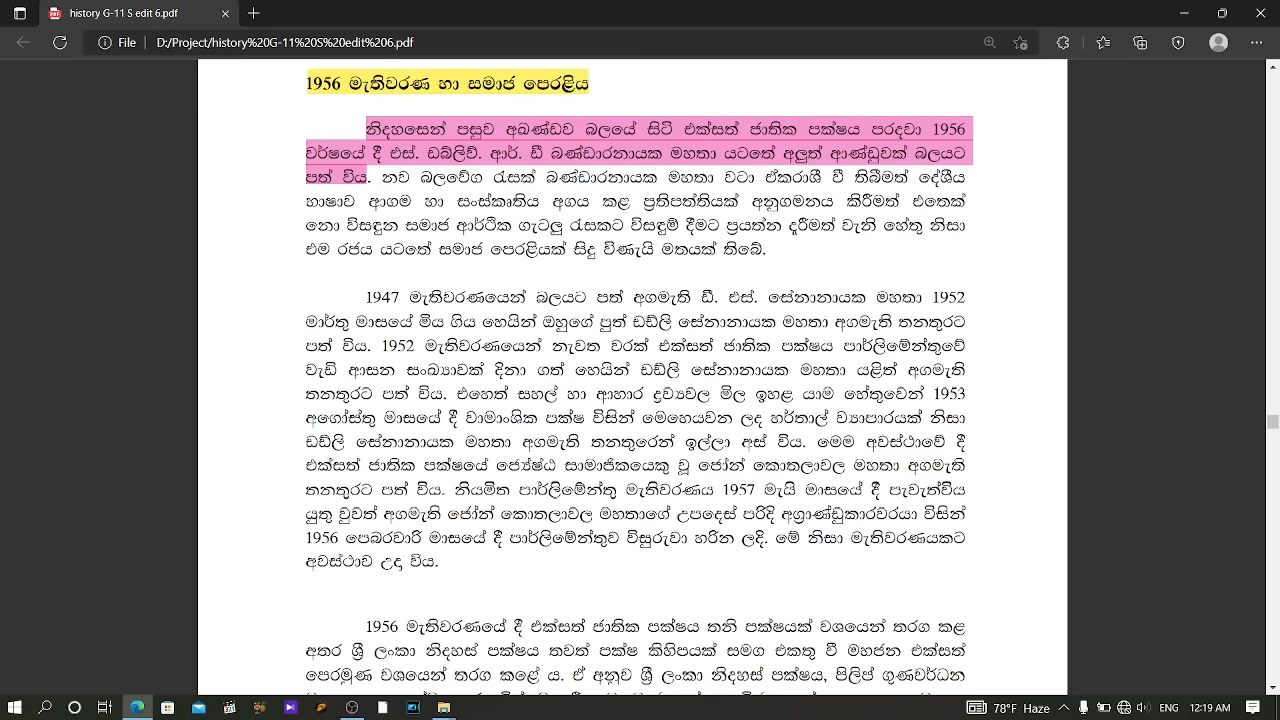 history G-11 S edit 6.pdf
File
D:/Project/history%20G-11%20S%20edit%206.pdf
1956 මැතිවරණ හා සමාජ පෙරළිය
නිදහසෙන් පසුව අඛණ්ඩව බලයේ සිටි එක්සත් ජාතික පක්ෂය පරදවා 1956
වර්ෂයේ දී එස්. ඩබ්ලිව්. ආර්. ඩී බණ්ඩාරනායක මහතා යටතේ අලුත් ආණ්ඩුවක් බලයට
පත් විය. නව බලවේග රැසක් බණ්ඩාරනායක මහතා වටා ඒකරාශී වී තිබීමත් දේශීය
භාෂාව ආගම හා සංස්කෘතිය අගය කළ ප්‍රතිපත්තියක් අනුගමනය කිරීමත් එතෙක්
නො විසඳුන සමාජ ආර්ථික ගැටලු රැසකට විසඳුම් දීමට ප්‍රයත්න දැරීමත් වැනි හේතු නිසා
එම රජය යටතේ සමාජ පෙරළියක් සිදු විණැයි මතයක් තිබේ.
1947 මැතිවරණයෙන් බලයට පත් අගමැති ඩී. එස්. සේනානායක මහතා 1952
මාර්තු මාසයේ මිය ගිය හෙයින් ඔහුගේ පුත් ඩඩ්ලි සේනානායක මහතා අගමැති තනතුරට
පත් විය. 1952 මැතිවරණයෙන් නැවත වරක් එක්සත් ජාතික පක්ෂය පාර්ලිමේන්තුවේ
වැඩි ආසන සංඛ්‍යාවක් දිනා ගත් හෙයින් ඩඩ්ලි සේනානායක මහතා යළිත් අගමැති
තනතුරට පත් විය. එහෙත් සහල් හා ආහාර ද්‍රව්‍යවල මිල ඉහළ යාම හේතුවෙන් 1953
අගෝස්තු මාසයේ දී වාමාංශික පක්ෂ විසින් මෙහෙයවන ලද හර්තාල් ව්‍යාපාරයක් නිසා
ඩඩ්ලි සේනානායක මහතා අගමැති තනතුරෙන් ඉල්ලා අස් විය. මෙම අවස්ථාවේ දී
එක්සත් ජාතික පක්ෂයේ ජ්‍යේෂ්ඨ සාමාජිකයෙකු වූ ජෝන් කොතලාවල මහතා අගමැති
තනතුරට පත් විය. නියමිත පාර්ලිමේන්තු මැතිවරණය 1957 මැයි මාසයේ දී පැවැත්විය
යුතු වුවත් අගමැති ජෝන් කොතලාවල මහතාගේ උපදෙස් පරිදි අග්‍රාණ්ඩුකාරවරයා විසින්
1956 පෙබරවාරි මාසයේ දී පාර්ලිමේන්තුව විසුරුවා හරින ලදි. මේ නිසා මැතිවරණයකට
අවස්ථාව උදා විය.
1956 මැතිවරණයේ දී එක්සත් ජාතික පක්ෂය තනි පක්ෂයක් වශයෙන් තරග කළ
අතර ශ්‍රී ලංකා නිදහස් පක්ෂය තවත් පක්ෂ කිහිපයක් සමග එකතු වී මහජන එක්සත්
පෙරමුණ වශයෙන් තරග කළේ ය. ඒ අනුව ශ්‍රී ලංකා නිදහස් පක්ෂය, පිලිප් ගුණවර්ධන
78°F Haze
ENG
12:19 AM